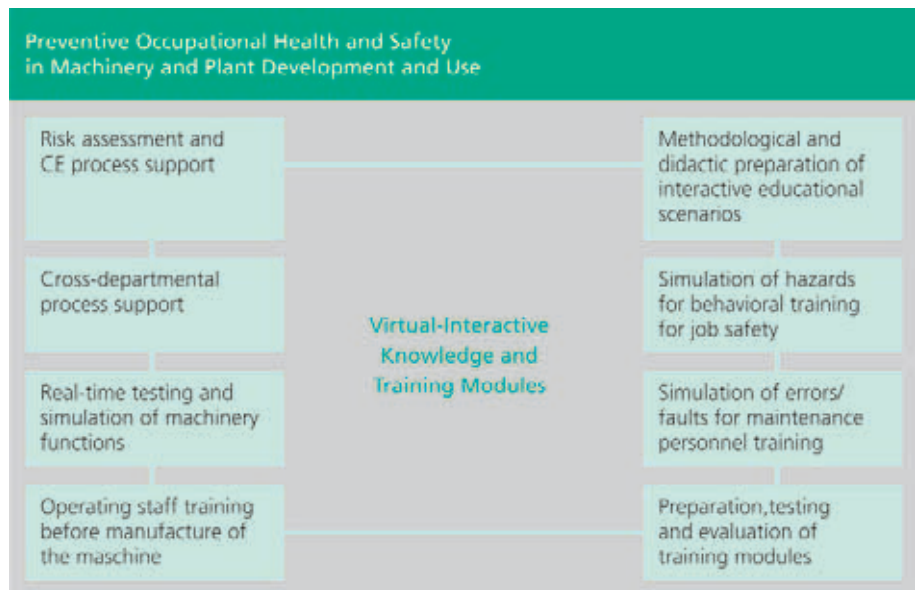 Preventive Occupational Health and Safety
in Machinery and Plant Development and Use
Risk assessment and
CE process support
Cross-departmental
process support
Real-time testing and
simulation of machinery
functions
Operating staff training
before manufacture of
the maschine
Virtual-Interactive
Knowledge and
Training Modules
Methodological and
didactic preparation of
interactive educational
scenarios
Simulation of hazards
for behavioral training
for job safety
Simulation of errors/
faults for maintenance
personnel training
Preparation,testing
and evaluation of
training modules